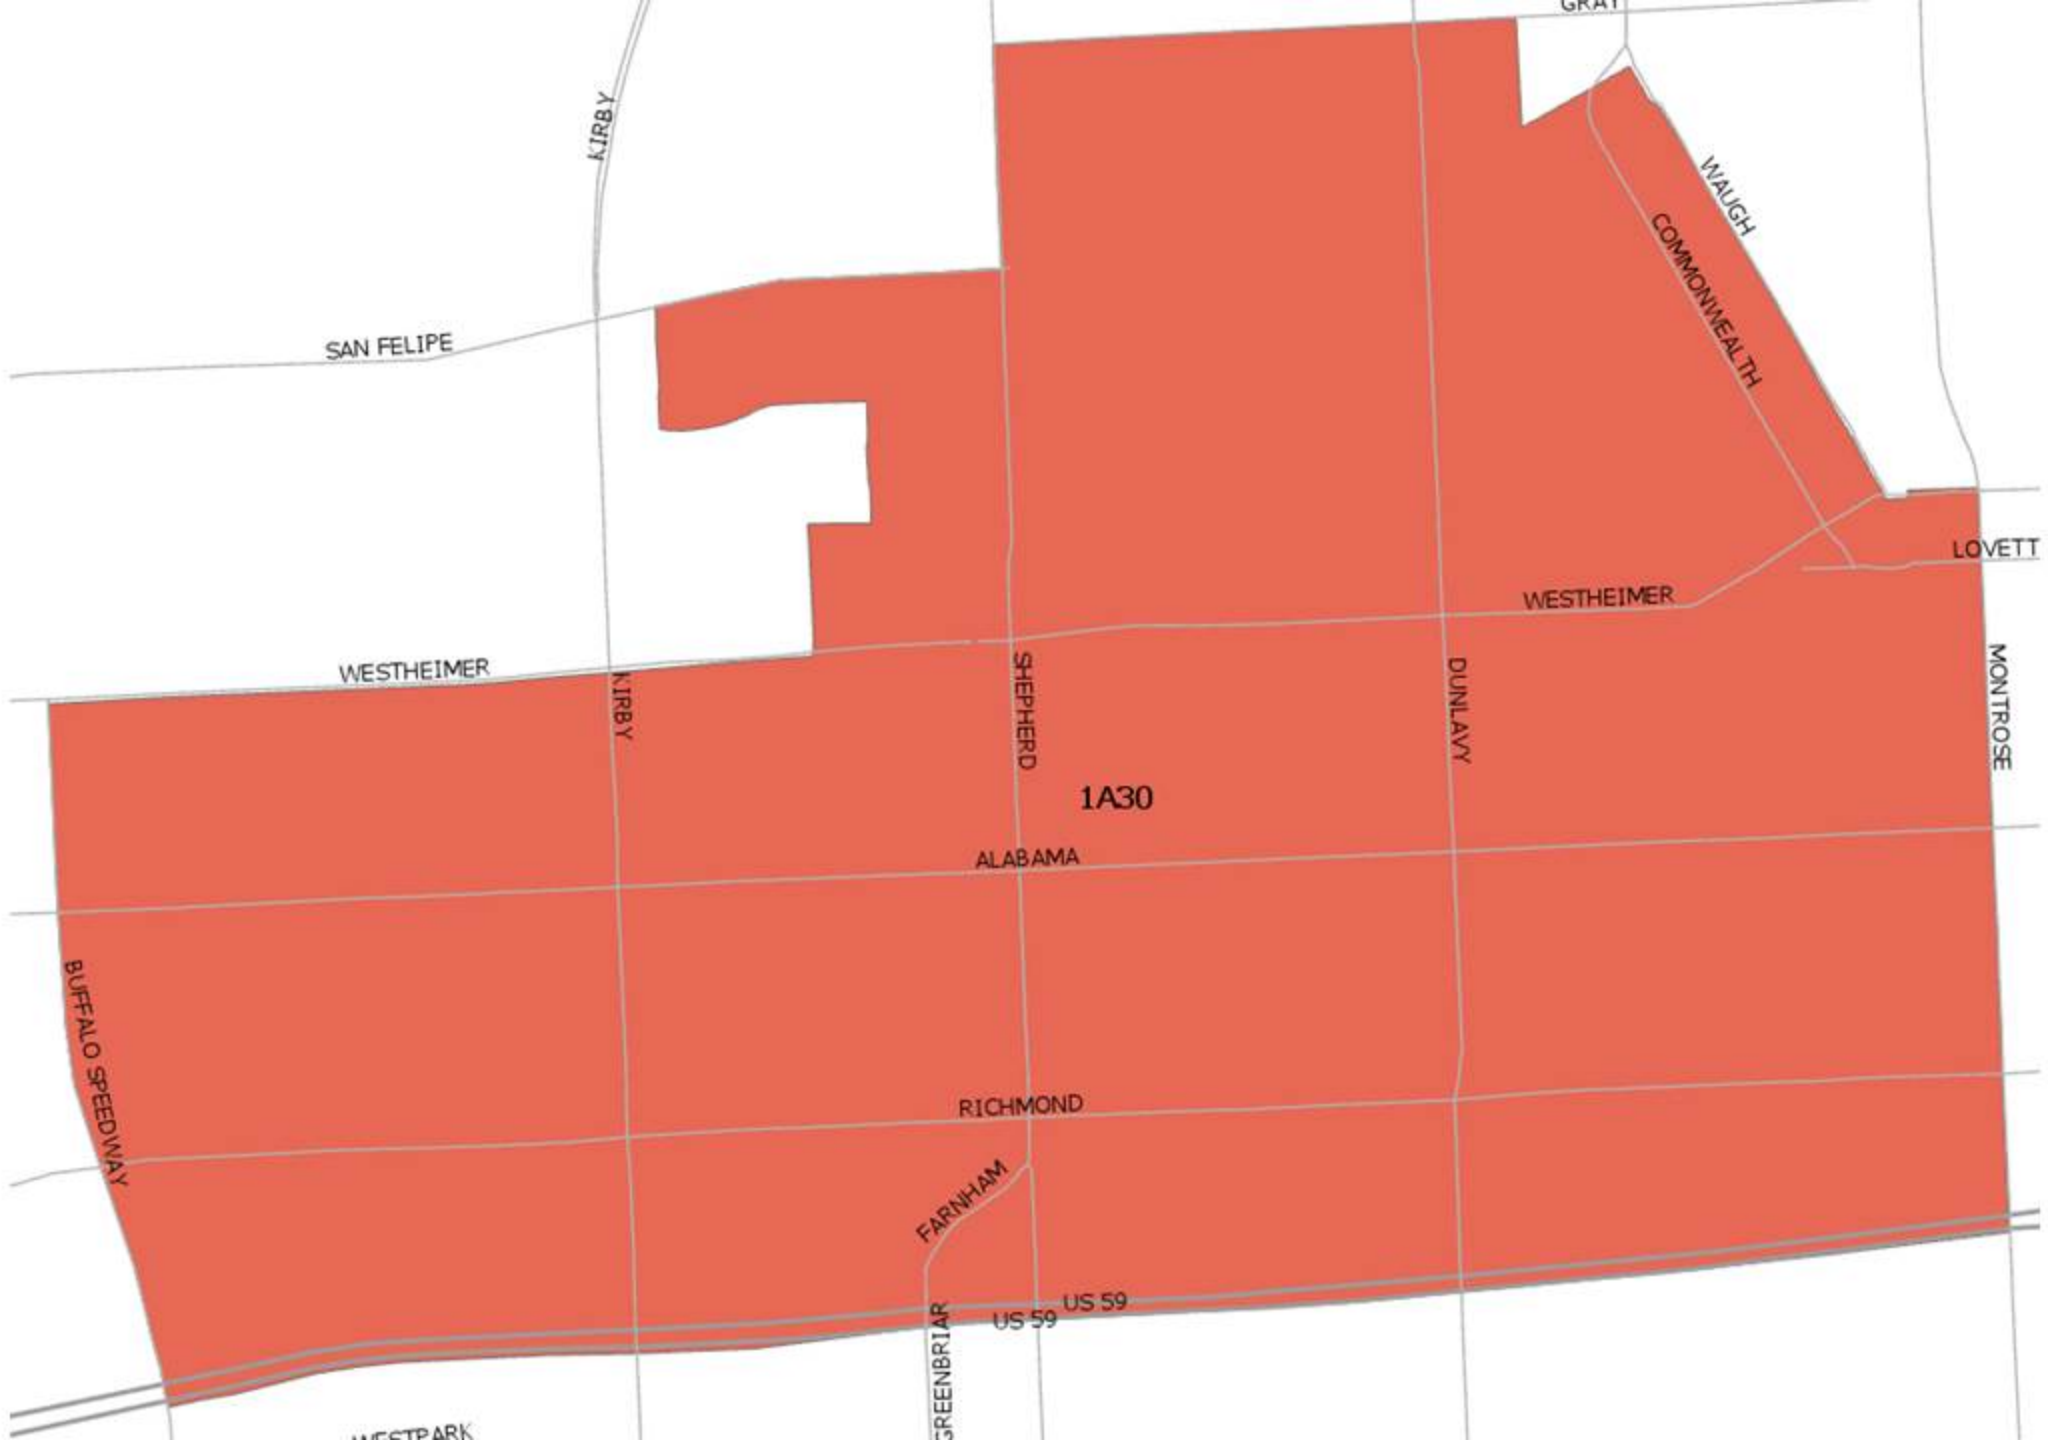 GRAY
KIRBY
WAUGH
COMMONWEALTH
SAN FELIPE
LOVETT
WESTHEIMER
WESTHEIMER
KIRBY
SHEPHERD
DUNLAVY
MONTROSE
1A30
ALABAMA
BUFFALO SPEEDWAY
RICHMOND
FARNHAM
US 59
US 59
GREENBRIAR
WESTPARK